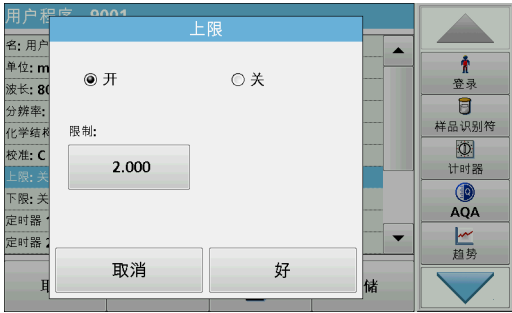 用户程序 9001
上限
名: 用户
单位: m
波长: 80
分辨率:
化学结构
校准: C
上限: 关
下限: 关
定时器 1
定时器 2
开
关
限制:
2.000
取消
好
储
登录
样品识别符
计时器
AQA
趋势